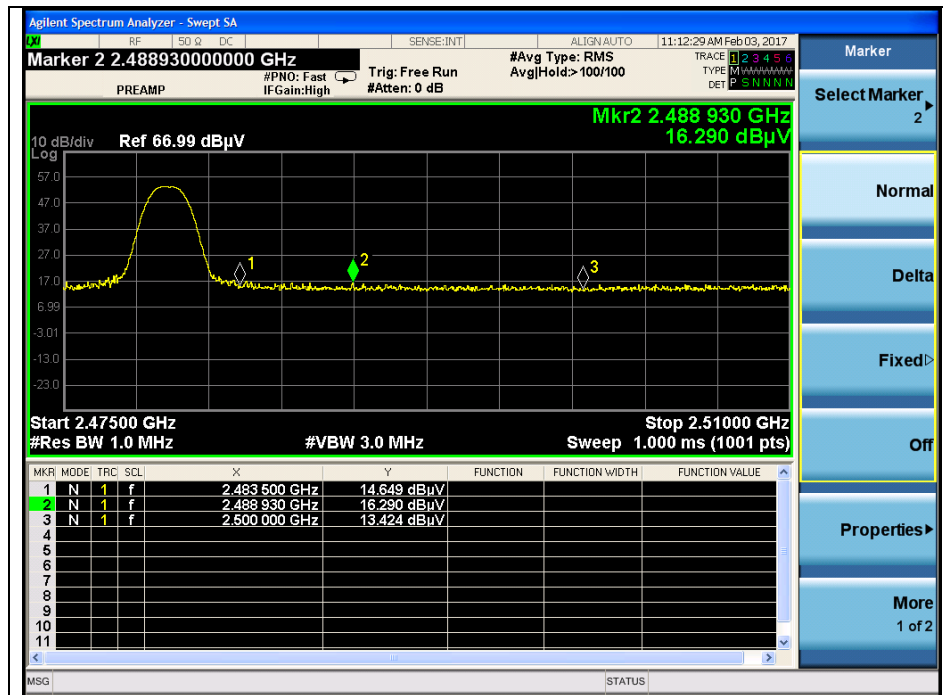 Agilent Spectrum Analyzer - Swept SA
LXI RF 50 Ω DC SENSE:INT ALIGN AUTO 11:12:29 AM Feb 03, 2017
Marker 2 2.488930000000 GHz
PREAMP
#PNO: Fast
IFGain:High
Trig: Free Run
#Atten: 0 dB
#Avg Type: RMS
Avg|Hold:>100/100
TRACE 1 2 3 4 5 6
TYPE M
DET P S N N N N
Mkr2 2.488 930 GHz
16.290 dBµV
10 dB/div Ref 66.99 dBµV
Log
57.0
47.0
37.0
27.0
17.0
6.99
-3.01
-13.0
-23.0
1
2
3
Start 2.47500 GHz Stop 2.51000 GHz
#Res BW 1.0 MHz #VBW 3.0 MHz Sweep 1.000 ms (1001 pts)
MKR MODE TRC SCL X Y FUNCTION FUNCTION WIDTH FUNCTION VALUE
1 N 1 f 2.483 500 GHz 14.649 dBµV
2 N 1 f 2.488 930 GHz 16.290 dBµV
3 N 1 f 2.500 000 GHz 13.424 dBµV
4
5
6
7
8
9
10
11
MSG STATUS
Marker
Select Marker
2
Normal
Delta
Fixed
Off
Properties
More
1 of 2